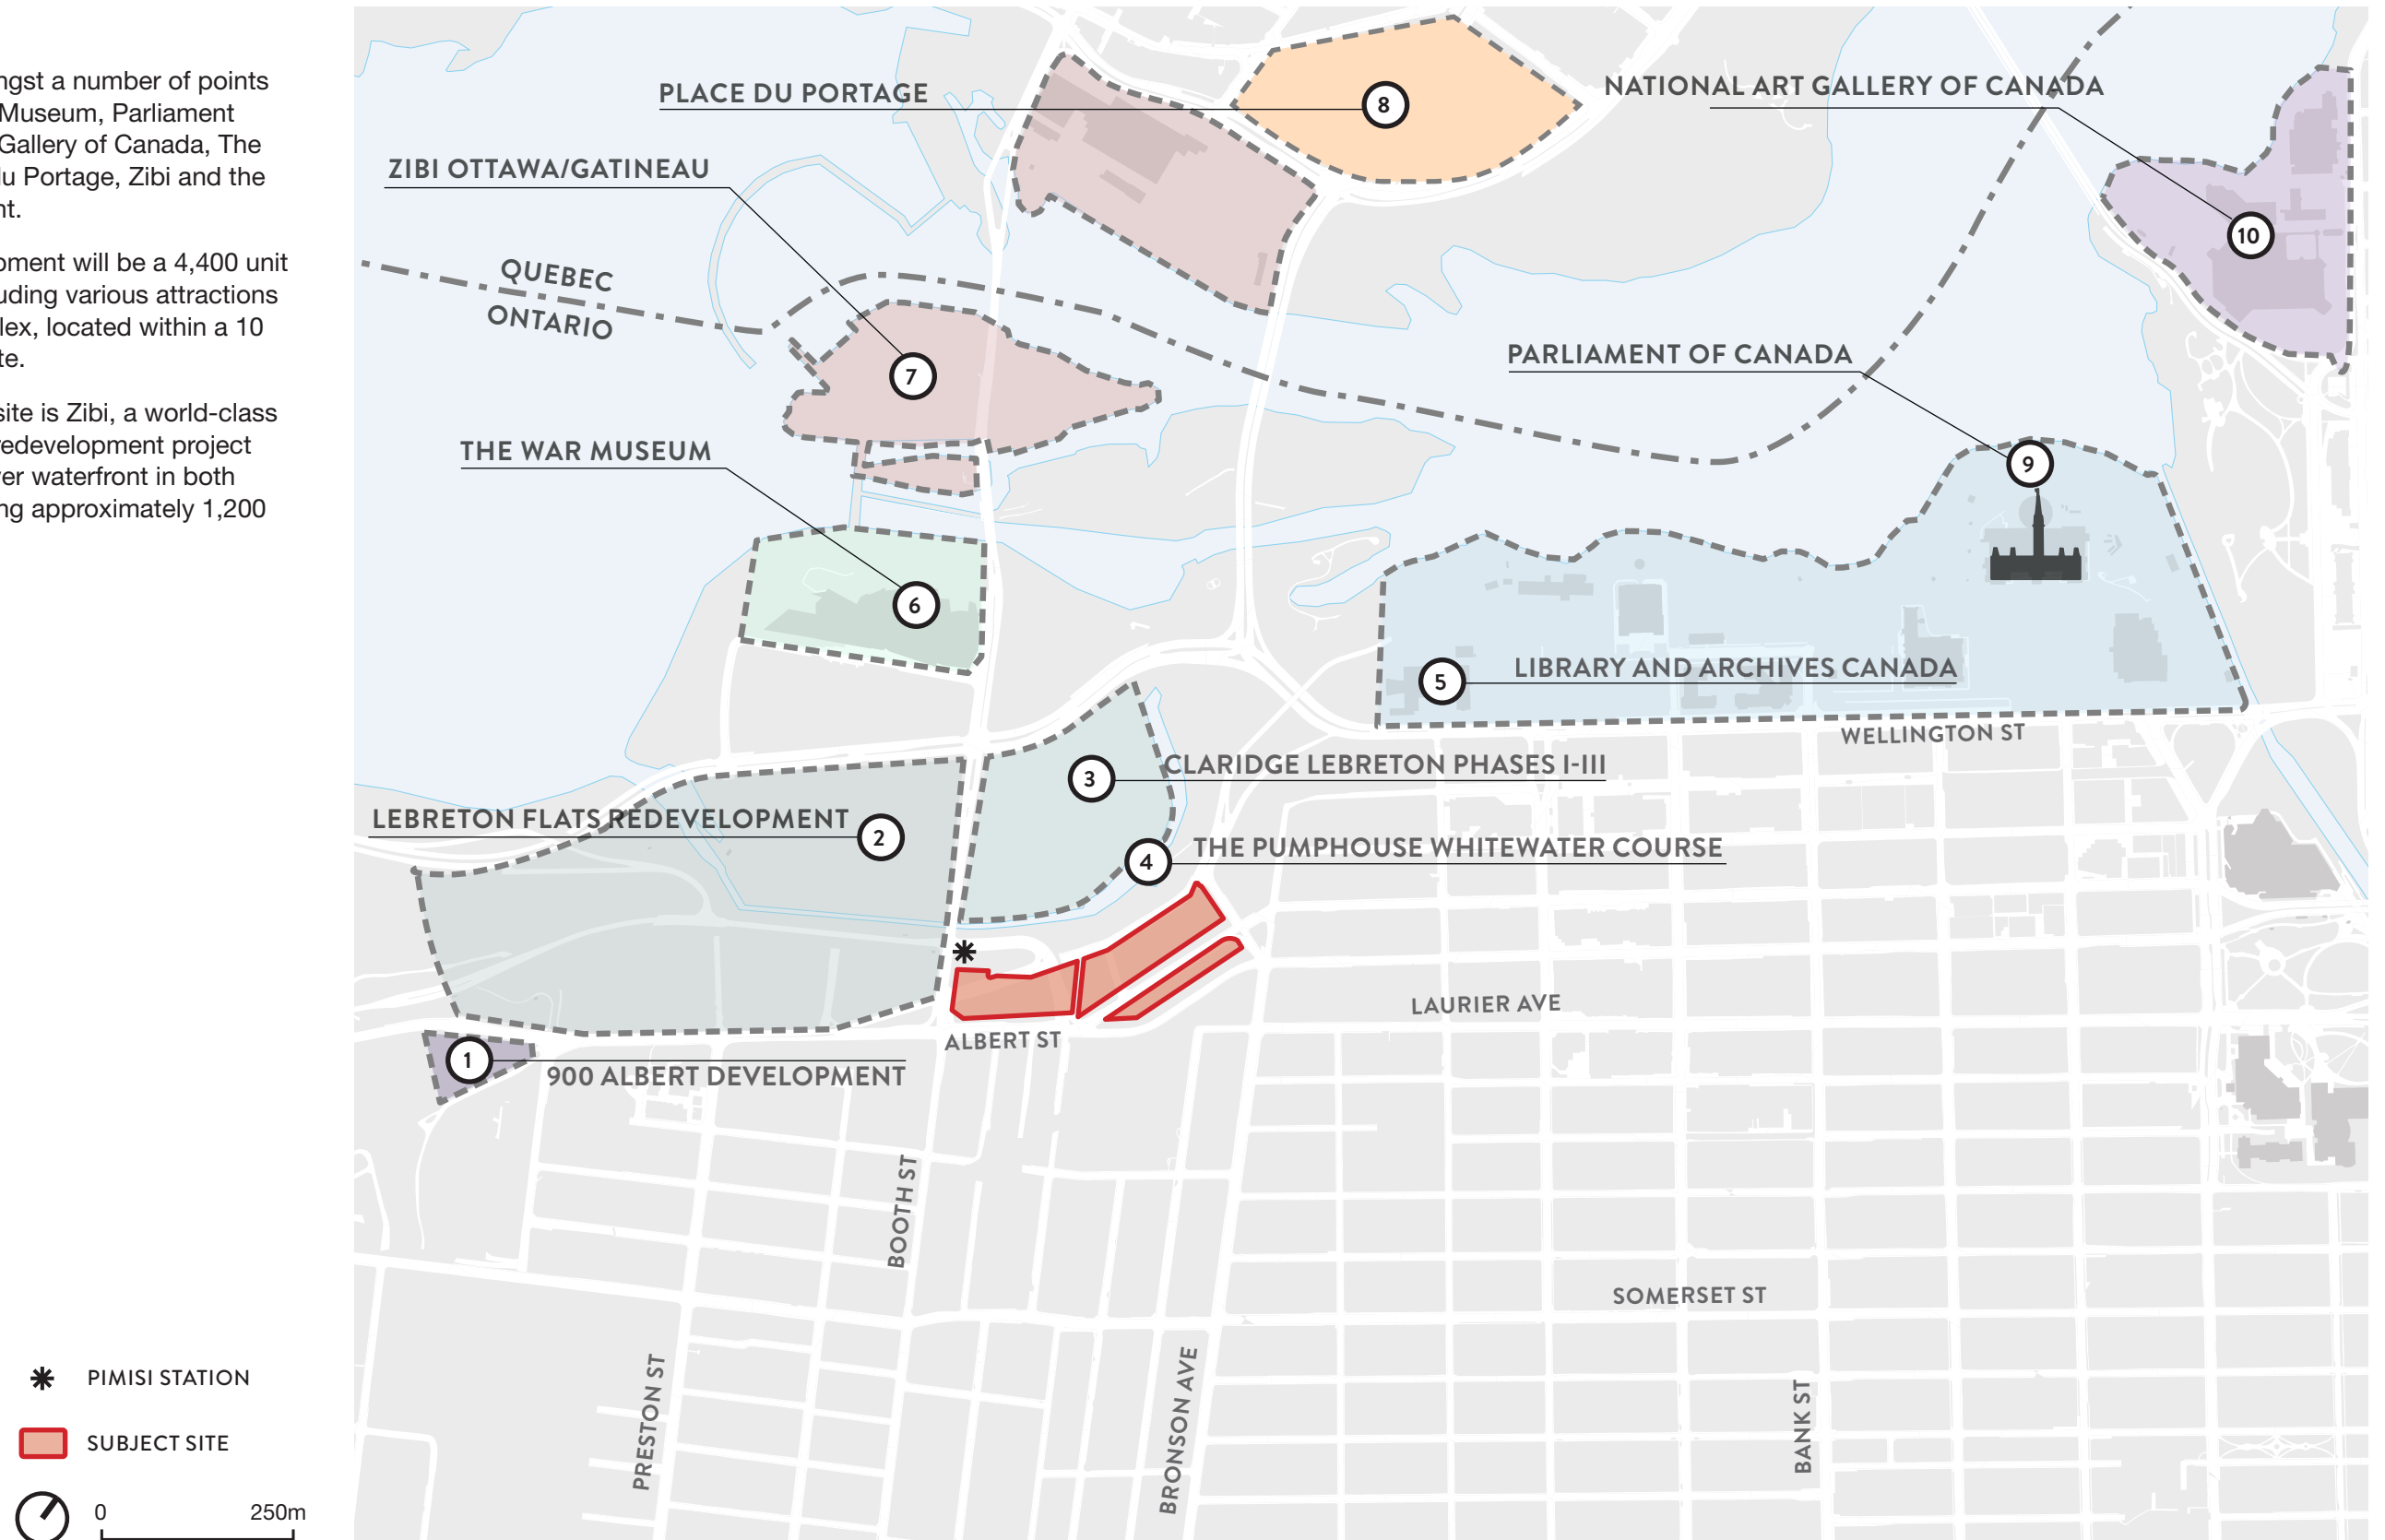 ngst a number of points
Museum, Parliament
Gallery of Canada, The
du Portage, Zibi and the
nt.
pment will be a 4,400 unit
uding various attractions
lex, located within a 10
te.
site is Zibi, a world-class
redevelopment project
ver waterfront in both
ng approximately 1,200
PLACE DU PORTAGE
8
NATIONAL ART GALLERY OF CANADA
10
ZIBI OTTAWA/GATINEAU
7
QUEBEC
ONTARIO
PARLIAMENT OF CANADA
9
THE WAR MUSEUM
6
5
LIBRARY AND ARCHIVES CANADA
WELLINGTON ST
3
CLARIDGE LEBRETON PHASES I-III
LEBRETON FLATS REDEVELOPMENT
2
4
THE PUMPHOUSE WHITEWATER COURSE
LAURIER AVE
ALBERT ST
1
900 ALBERT DEVELOPMENT
BOOTH ST
SOMERSET ST
PRESTON ST
BRONSON AVE
BANK ST
PIMISI STATION
SUBJECT SITE
0 250m